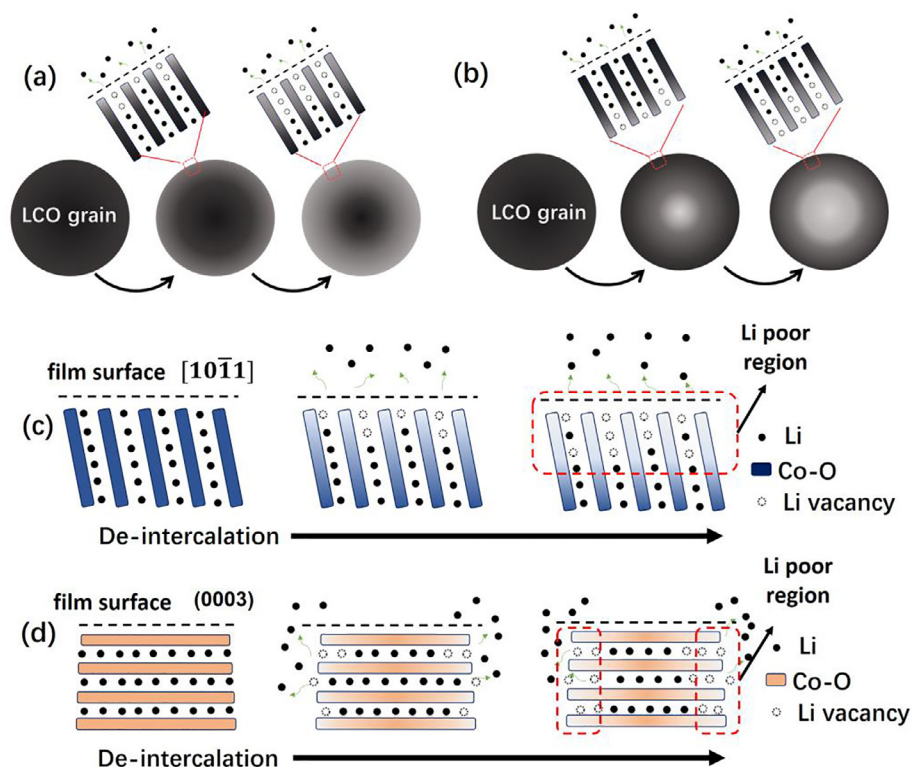 (a)
(b)
LCO grain
LCO grain
(c)
film surface [101̅1]
Li poor
region
Li
Co-O
Li vacancy
De-intercalation
(d)
film surface (0003)
Li poor
region
Li
Co-O
Li vacancy
De-intercalation